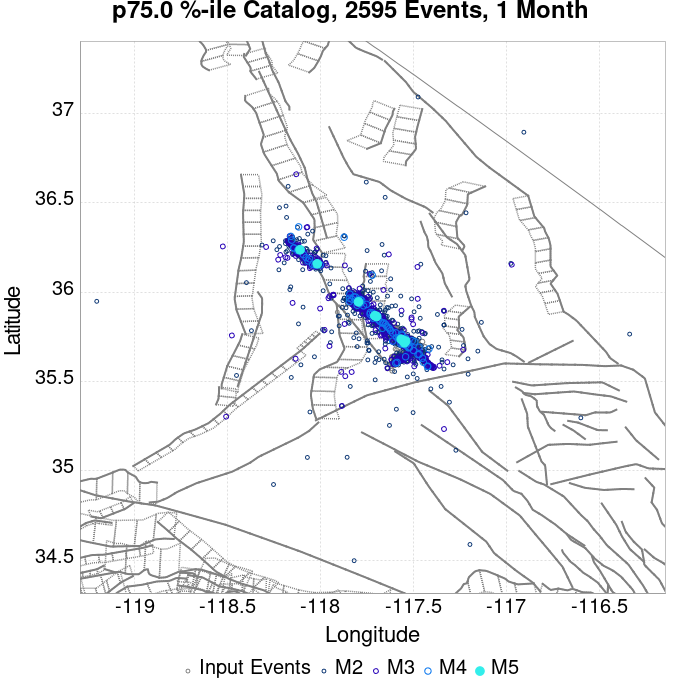 p75.0 %-ile Catalog, 2595 Events, 1 Month
Latitude
37
36.5
36
35.5
35
34.5
-119
-118.5
-118
-117.5
-117
-116.5
Longitude
Input Events
M2
M3
M4
M5